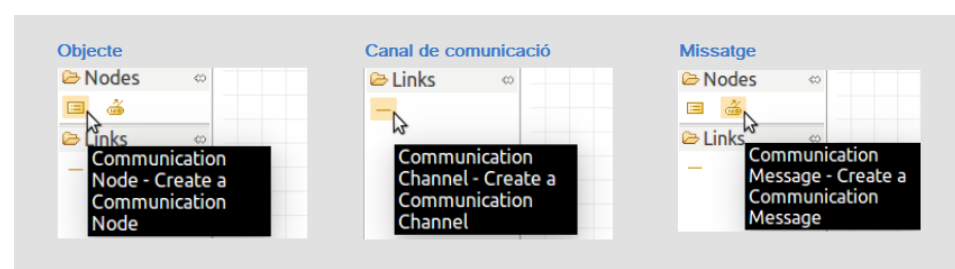 Objecte
Nodes
Links
Communication
Node - Create a
Communication
Node
Canal de comunicació
Links
Communication
Channel - Create a
Communication
Channel
Missatge
Nodes
Links
Communication
Message - Create a
Communication
Message